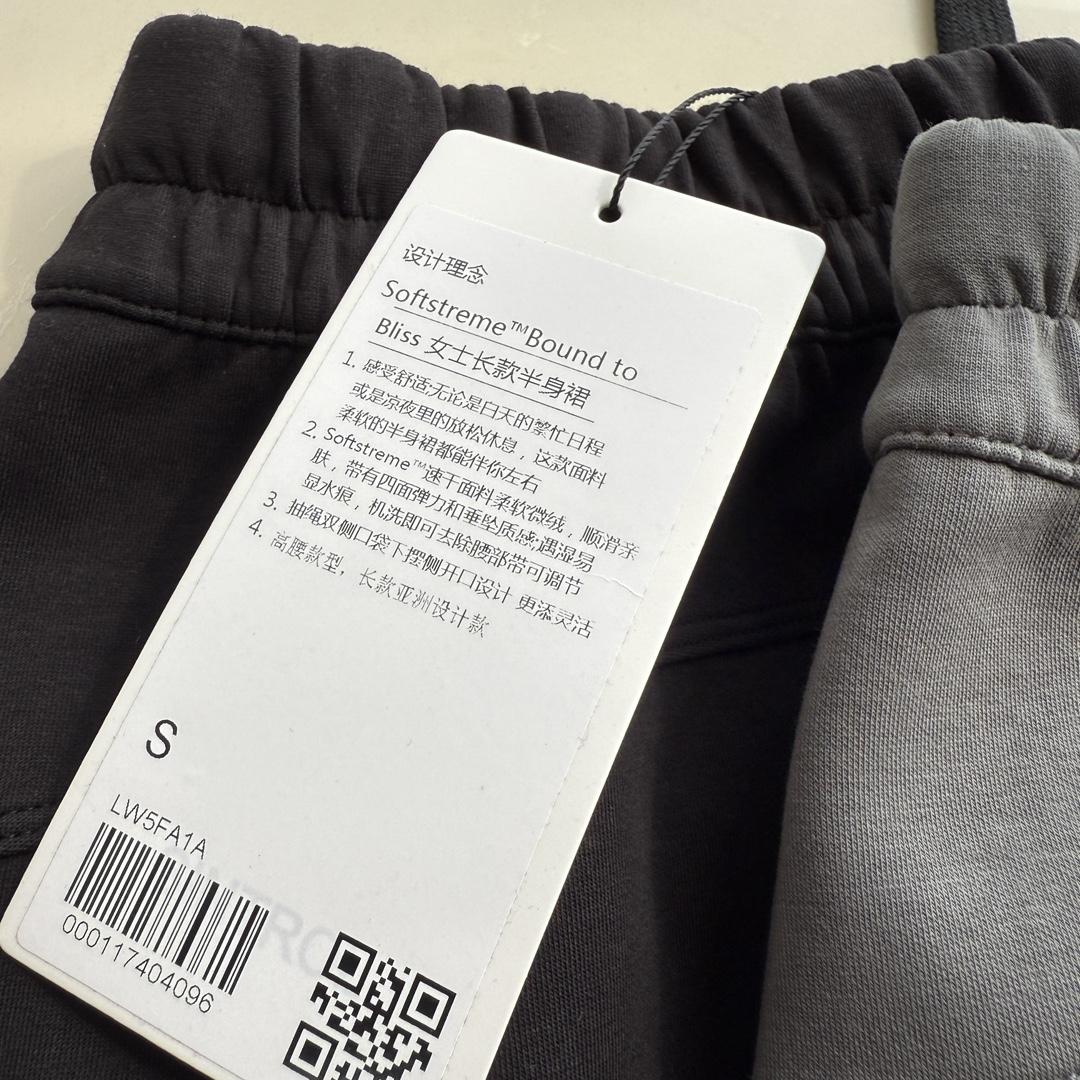 设计理念
Softstreme™Bound to
Bliss 女士长款半身裙
1. 感受舒适;无论是白天的繁忙日程
或是凉夜里的放松休息，这款面料
柔软的半身裙都能伴你左右
2. Softstreme™速干面料柔软微绒，顺滑亲
肤，带有四面弹力和垂坠质感;遇湿易
显水痕，机洗即可去除腰部带可调节
3. 抽绳双侧口袋下摆侧开口设计 更添灵活
4. 高腰款型，长款亚洲设计款
S
LW5FA1A
000117404096